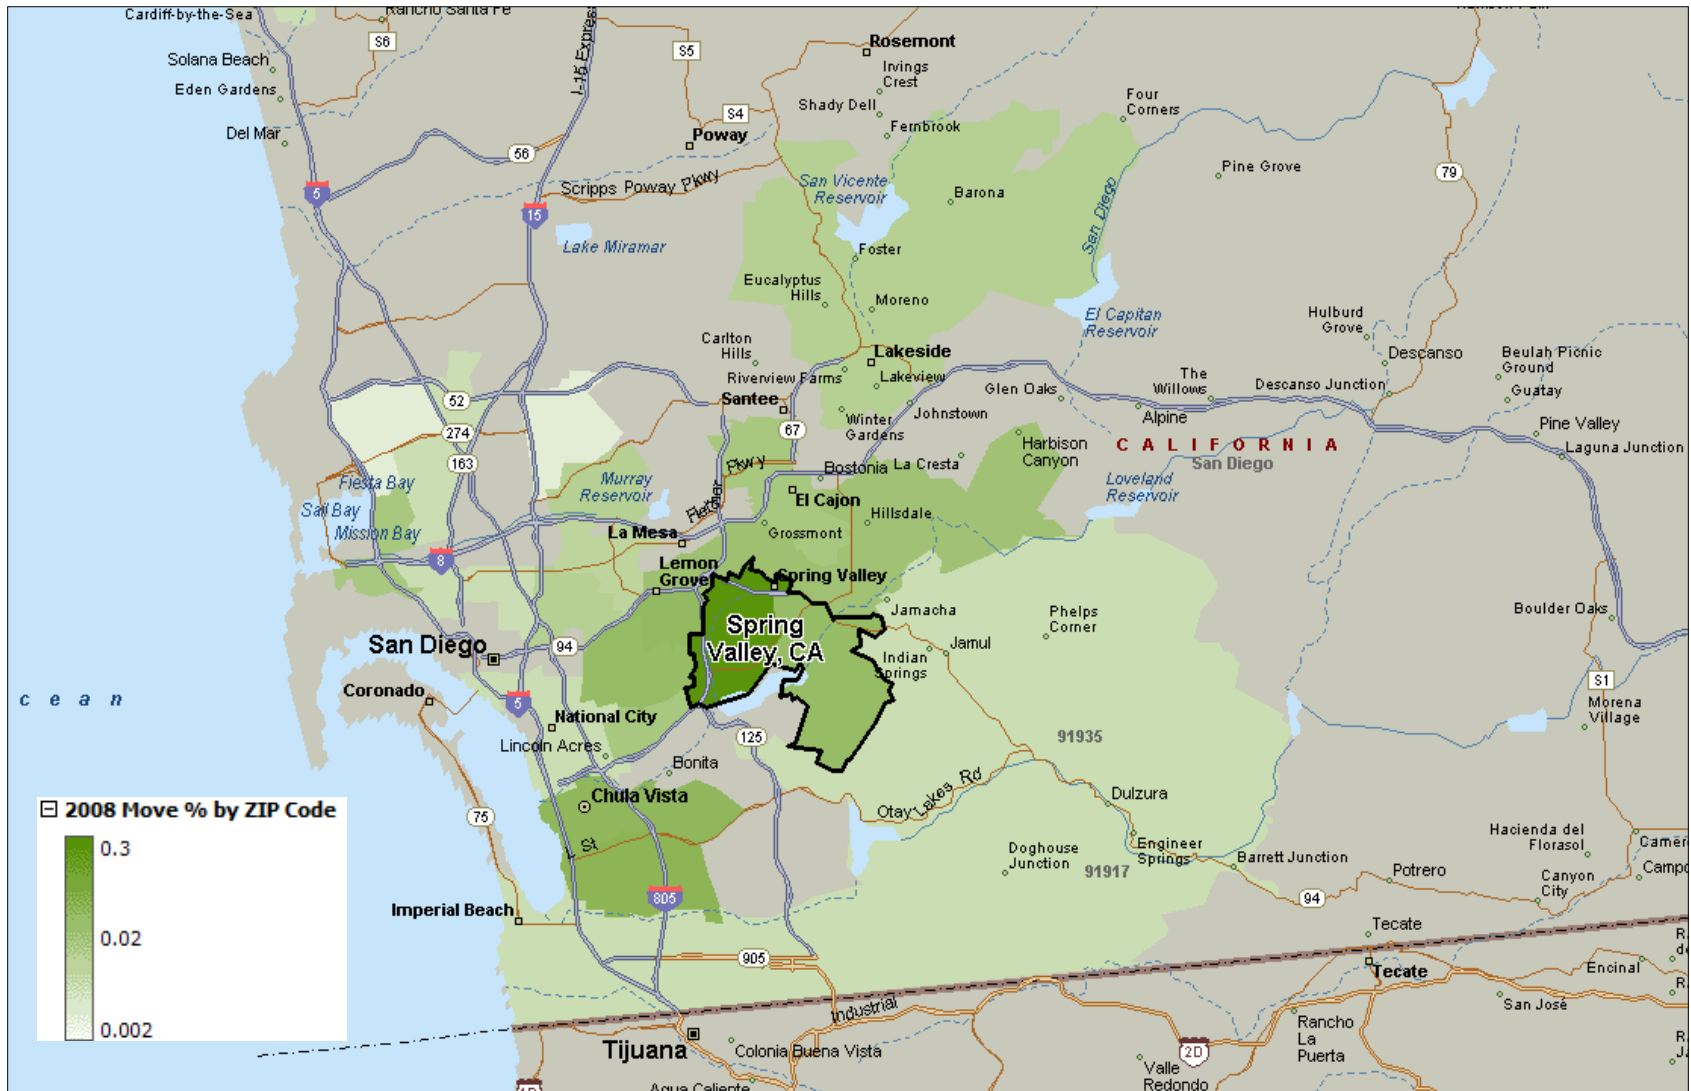 Cardiff-by-the-Sea
Rancho Santa Fe
S6
Solana Beach
Eden Gardens
Del Mar
I-15 Express
S5
S4
Poway
56
Scripps Poway Pkwy
5
15
Lake Miramar
Rosemont
Irvings
Crest
Shady Dell
Fernbrook
Four
Corners
Pine Grove
79
San Vicente
Reservoir
Barona
San Diego
Foster
Eucalyptus
Hills
Moreno
El Capitan
Reservoir
Hulburd
Grove
Descanso
Beulah Picnic
Ground
Guatay
Carlton
Hills
Lakeside
Riverview Farms
Lakeview
Glen Oaks
The
Willows
Descanso Junction
Santee
67
Winter
Gardens
Johnstown
Alpine
Pine Valley
Laguna Junction
52
274
163
CALIFORNIA
San Diego
Harbison
Canyon
Pkwy
Bostonia
La Cresta
Fiesta Bay
Sail Bay
Mission Bay
Murray
Reservoir
Fletcher
El Cajon
Loveland
Reservoir
Hillsdale
La Mesa
Grossmont
8
Lemon
Grove
Spring Valley
Jamacha
Phelps
Corner
Boulder Oaks
Spring
Valley, CA
San Diego
94
Indian
Springs
Jamul
S1
Coronado
5
Morena
Village
ocean
National City
Lincoln Acres
125
91935
Bonita
Chula Vista
Otay Lakes Rd
Dulzura
2008 Move % by ZIP Code
0.3
0.02
0.002
75
L St
Doghouse
Junction
Engineer
Springs
91917
Barrett Junction
Hacienda del
Florasol
Potrero
Canyon
City
94
Imperial Beach
805
905
Tecate
Tecate
Encinal
San José
Industrial
Tijuana
Colonia Buena Vista
Rancho
La
Puerta
2D
Valle
Redondo
Agua Caliente